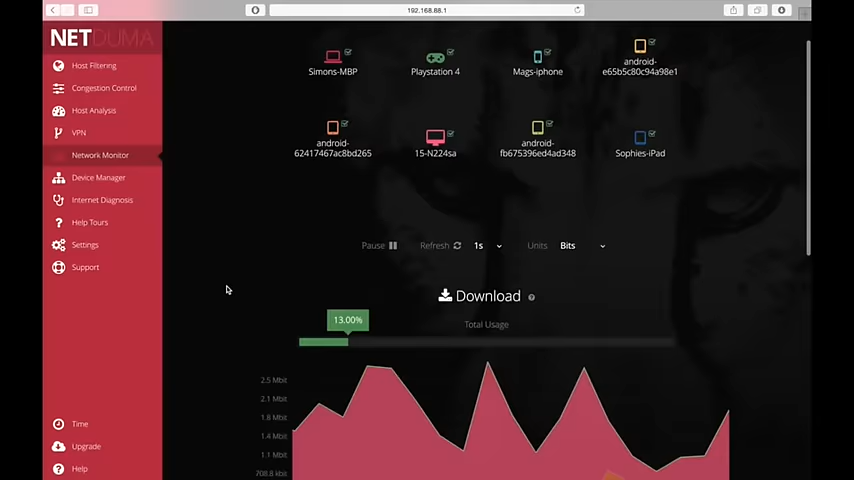 192.168.88.1
NETDUMA
Host Filtering
Congestion Control
Host Analysis
VPN
Network Monitor
Device Manager
Internet Diagnosis
Help Tours
Settings
Support
Time
Upgrade
Help
Simons-MBP
Playstation 4
Mags-iphone
android-
e65b5c80c94a98e1
android-
62417467ac8bd265
15-N224sa
android-
fb675396ed4ad348
Sophies-iPad
Pause
Refresh 1s
Units Bits
Download ?
Total Usage
13.00%
2.5 Mbit
2.1 Mbit
1.8 Mbit
1.4 Mbit
1.1 Mbit
708.8 kbit